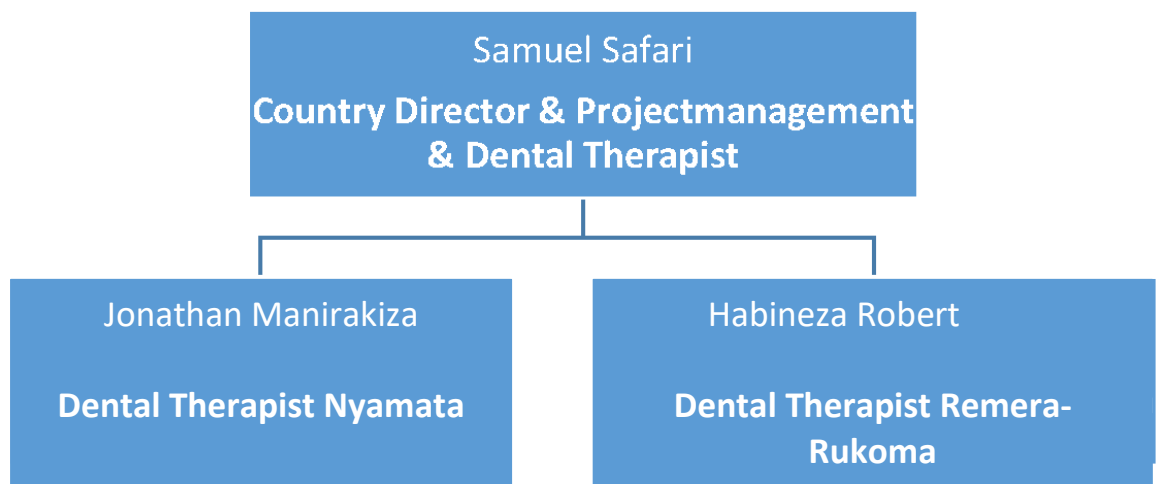 Samuel Safari
Country Director & Projectmanagement
& Dental Therapist
Jonathan Manirakiza
Dental Therapist Nyamata
Habineza Robert
Dental Therapist Remera-
Rukoma